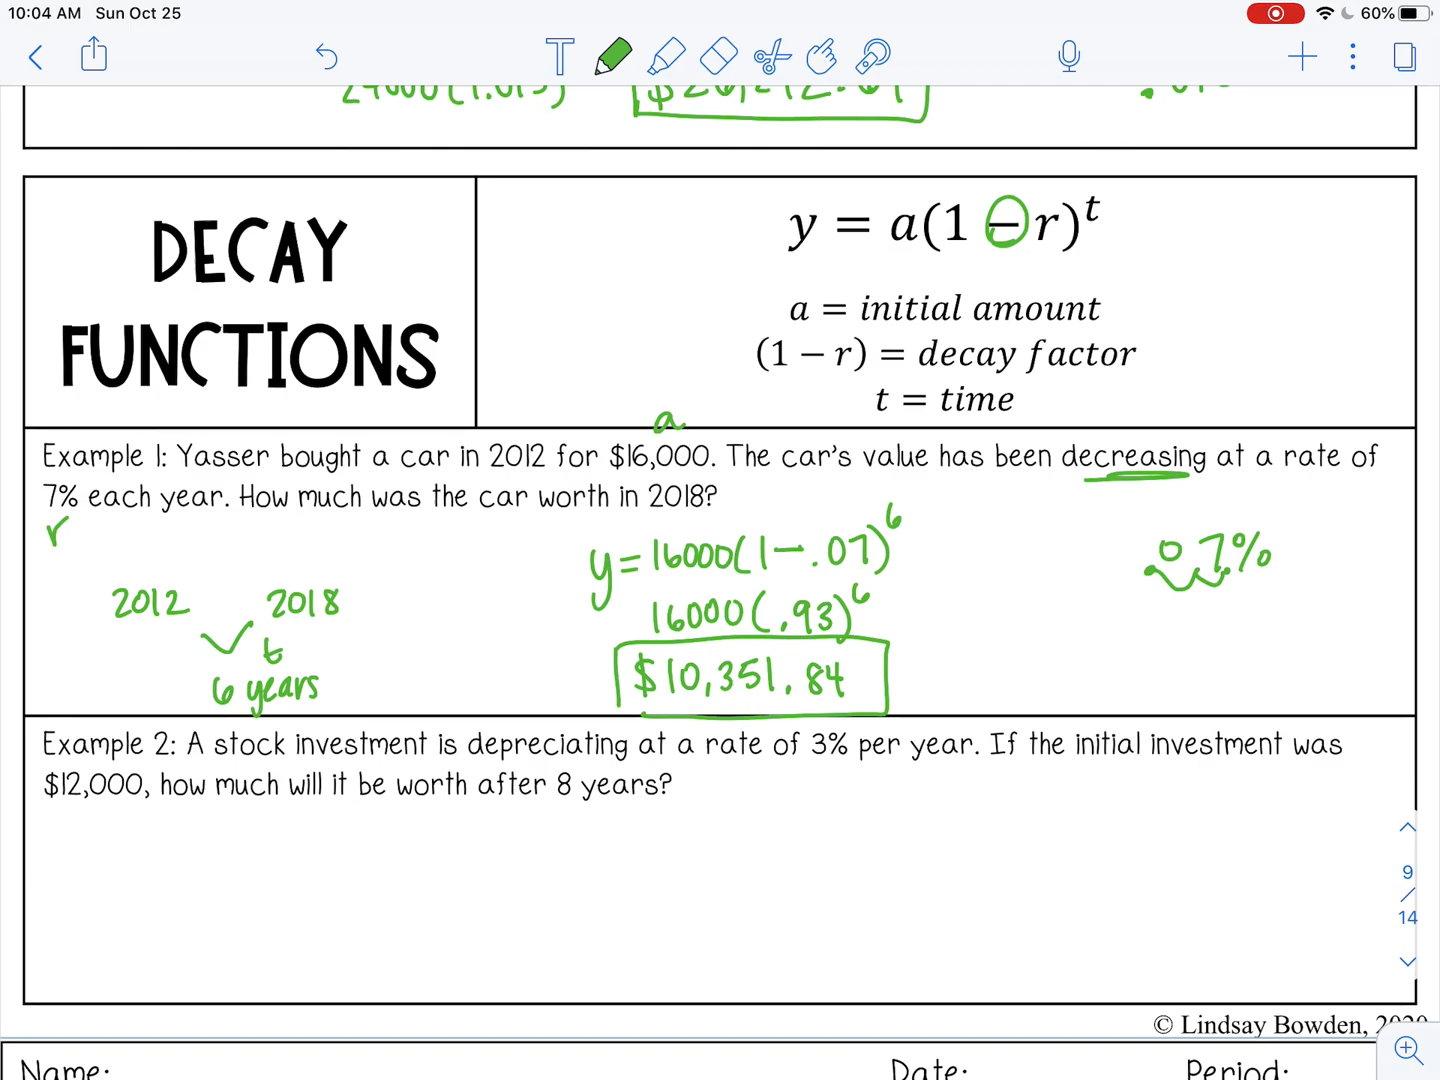 10:04 AM Sun Oct 25
60%
T
DECAY
FUNCTIONS
y = a(1 − r)^t
a = initial amount
(1 − r) = decay factor
t = time
a
Example 1: Yasser bought a car in 2012 for $16,000. The car's value has been decreasing at a rate of
7% each year. How much was the car worth in 2018?
r
y = 16000(1 − .07)^6
. 0 7.%
2012 2018
16000(.93)^6
t
6 years
$10,351.84
Example 2: A stock investment is depreciating at a rate of 3% per year. If the initial investment was
$12,000, how much will it be worth after 8 years?
9
/
14
© Lindsay Bowden,
Name:
Date:
Period: